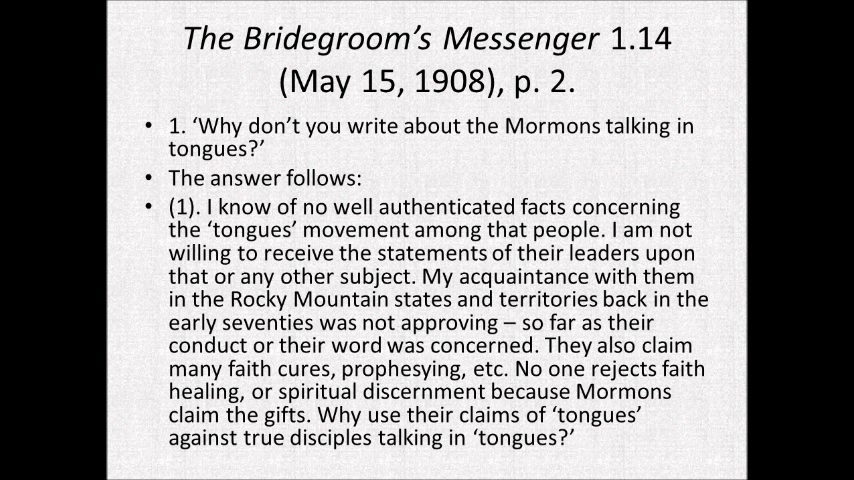 The Bridegroom's Messenger 1.14
(May 15, 1908), p. 2.
• 1. 'Why don't you write about the Mormons talking in
tongues?'
• The answer follows:
• (1). I know of no well authenticated facts concerning
the 'tongues' movement among that people. I am not
willing to receive the statements of their leaders upon
that or any other subject. My acquaintance with them
in the Rocky Mountain states and territories back in the
early seventies was not approving – so far as their
conduct or their word was concerned. They also claim
many faith cures, prophesying, etc. No one rejects faith
healing, or spiritual discernment because Mormons
claim the gifts. Why use their claims of 'tongues'
against true disciples talking in 'tongues?'